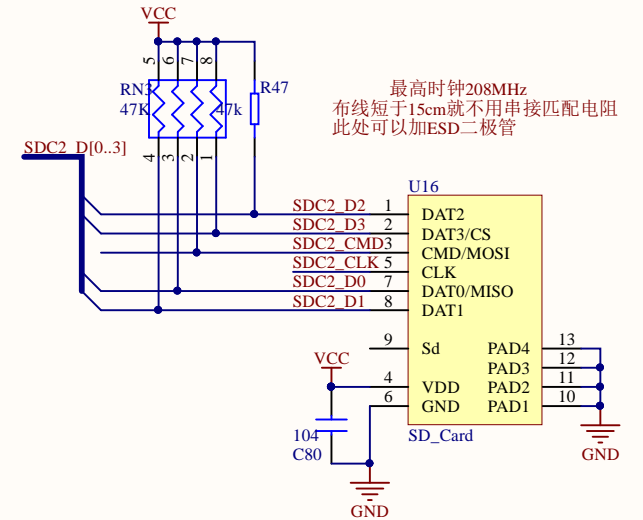 VCC
5 6 7 8
RN3
47K
47k
R47
4 3 2 1
最高时钟208MHz
布线短于15cm就不用串接匹配电阻
此处可以加ESD二极管
SDC2_D[0..3]
U16
SDC2_D2 1 DAT2
SDC2_D3 2 DAT3/CS
SDC2_CMD 3 CMD/MOSI
SDC2_CLK 5 CLK
SDC2_D0 7 DAT0/MISO
SDC2_D1 8 DAT1
9 Sd PAD4 13
PAD3 12
VCC
4 VDD PAD2 11
6 GND PAD1 10
104
C80
SD_Card
GND
GND